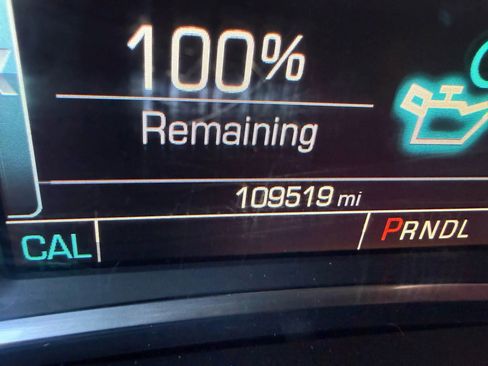 100%
Remaining
109519 mi
CAL
PRNDL